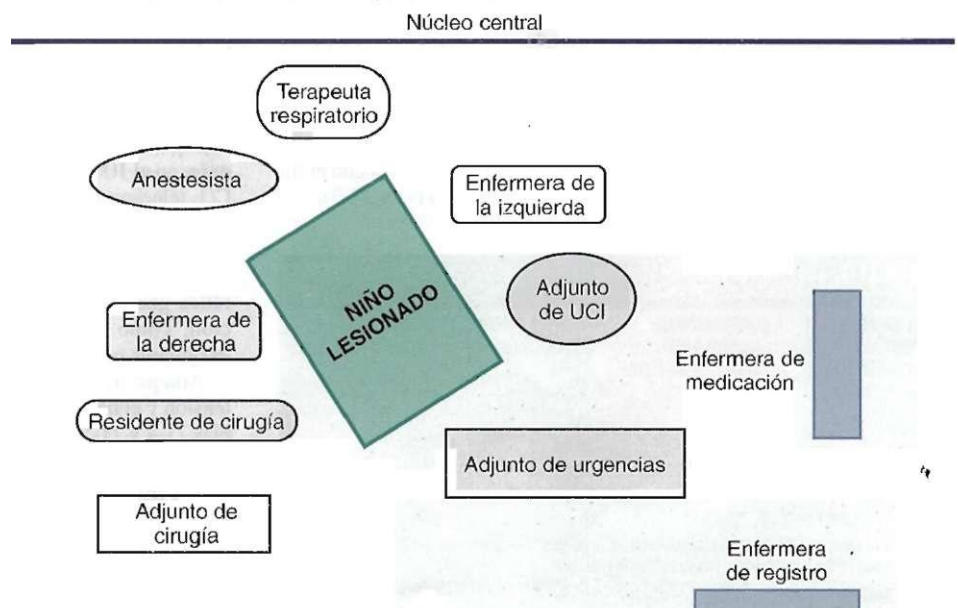 Núcleo central
Terapeuta
respiratorio
Anestesista
Enfermera de
la izquierda
NIÑO
LESIONADO
Adjunto
de UCI
Enfermera de
la derecha
Enfermera de
medicación
Residente de cirugía
Adjunto de urgencias
Adjunto de
cirugía
Enfermera
de registro